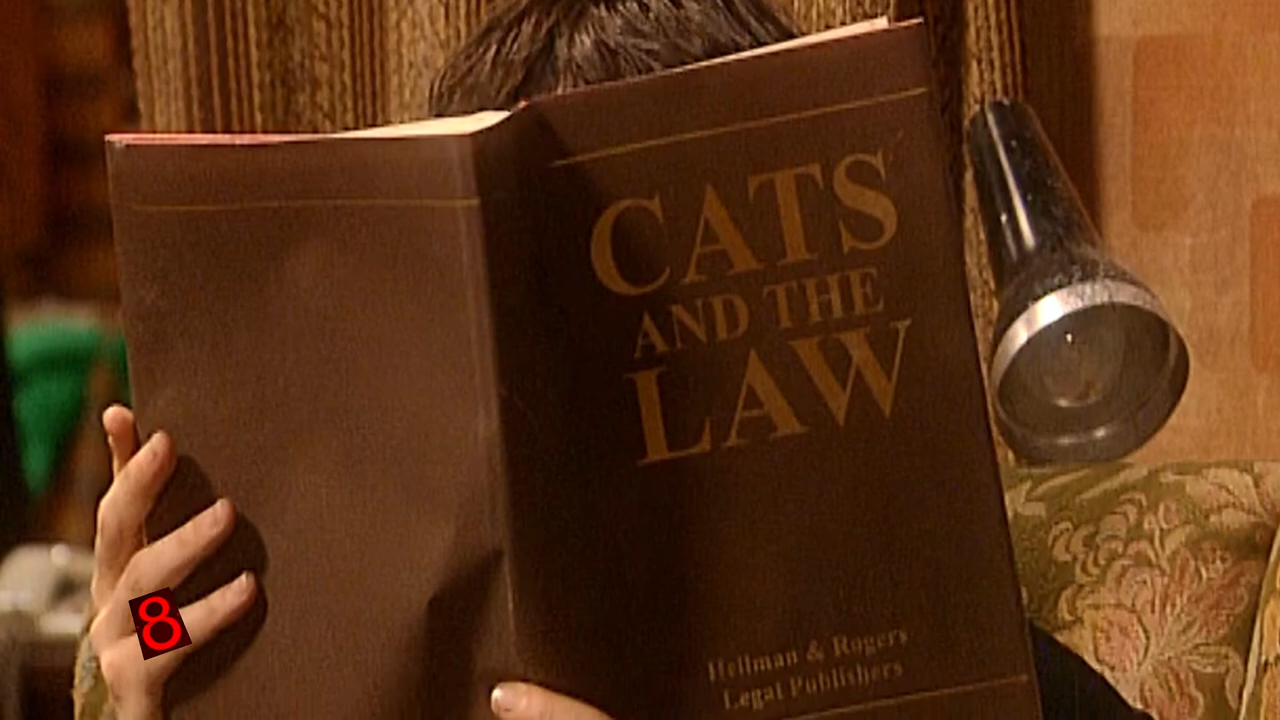 CATS
AND THE
LAW
Hellman & Rogers
Legal Publishers
8